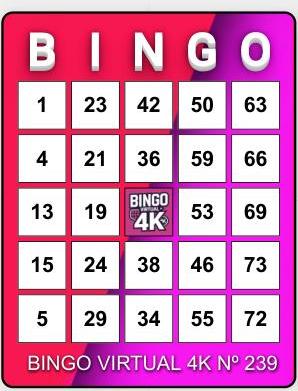 B I N G O
1 23 42 50 63
4 21 36 59 66
13 19 BINGO VIRTUAL 4K 53 69
15 24 38 46 73
5 29 34 55 72
BINGO VIRTUAL 4K Nº 239